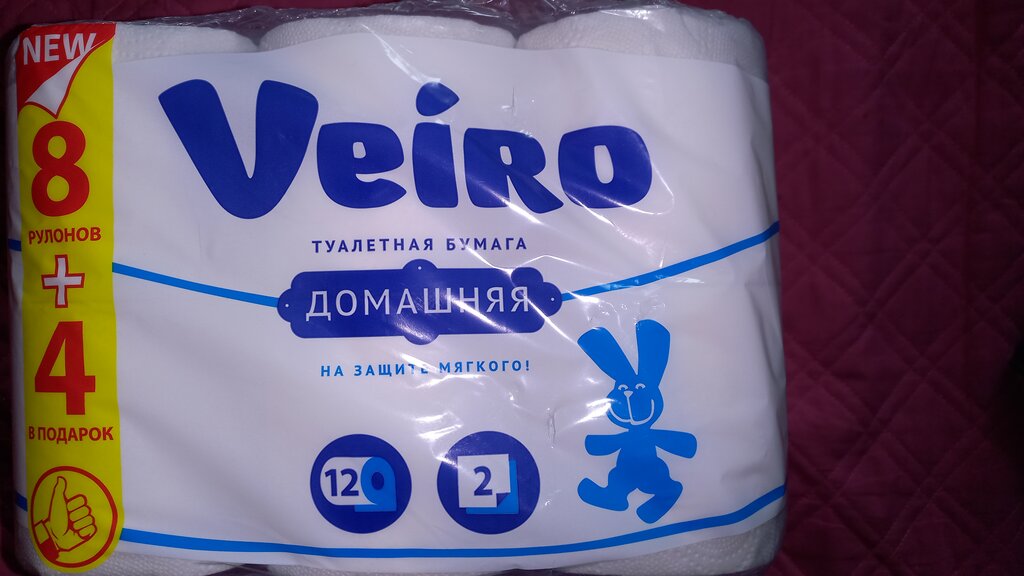 NEW
8
РУЛОНОВ
+
4
В ПОДАРОК
Veiro
ТУАЛЕТНАЯ БУМАГА
ДОМАШНЯЯ
НА ЗАЩИТЕ МЯГКОГО!
12
2